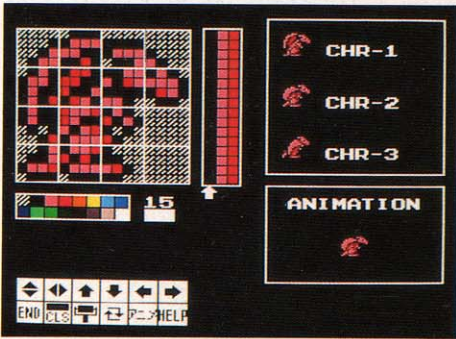 CHR-1
CHR-2
CHR-3
15
ANIMATION
END CLS アニメ HELP